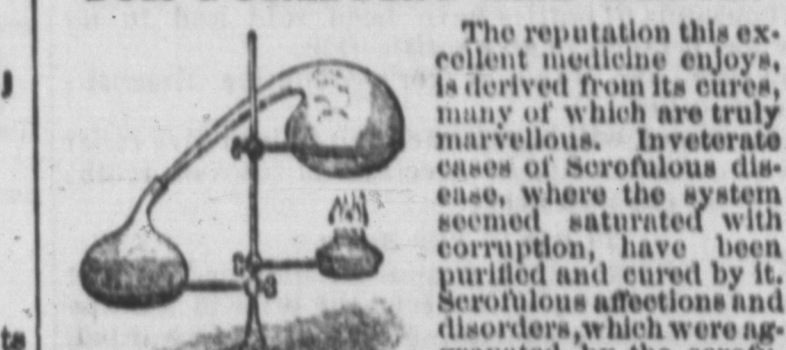 The reputation this ex-
cellent medicine enjoys,
is derived from its cures,
many of which are truly
marvellous. Inveterate
cases of Scrofulous dis-
ease, where the system
seemed saturated with
corruption, have been
purified and cured by it.
Scrofulous affections and
disorders, which were ag-
ts